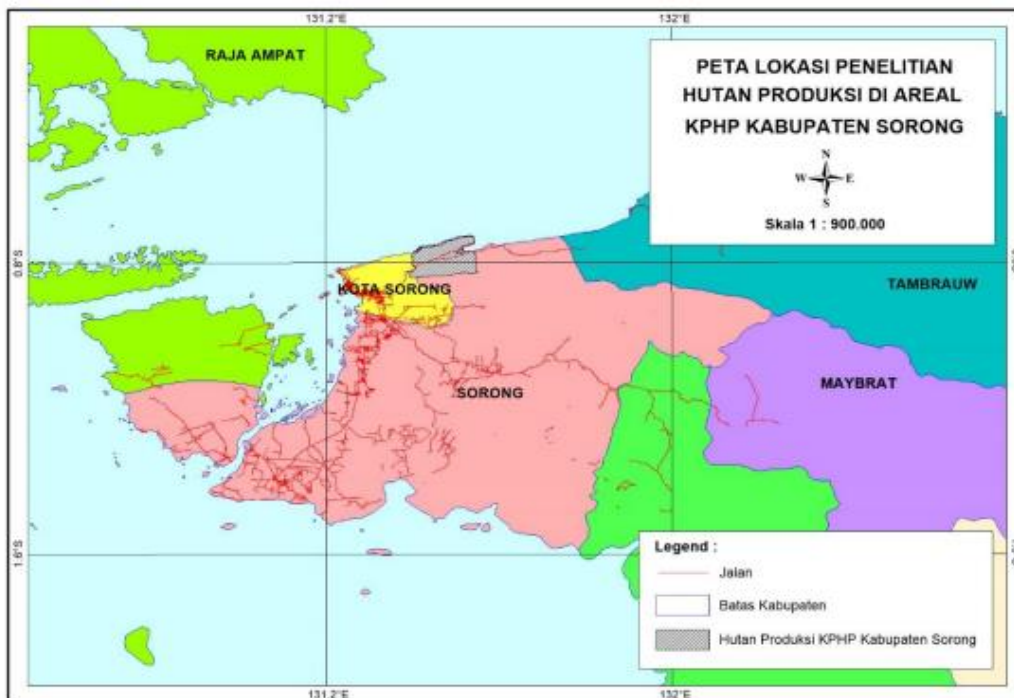 131.2°E
132°E
RAJA AMPAT
PETA LOKASI PENELITIAN
HUTAN PRODUKSI DI AREAL
KPHP KABUPATEN SORONG
N
W E
S
Skala 1 : 900.000
0.8°S
KOTA SORONG
TAMBRAUW
SORONG
MAYBRAT
1.6°S
Legend :
Jalan
Batas Kabupaten
Hutan Produksi KPHP Kabupaten Sorong
131.2°E
132°E